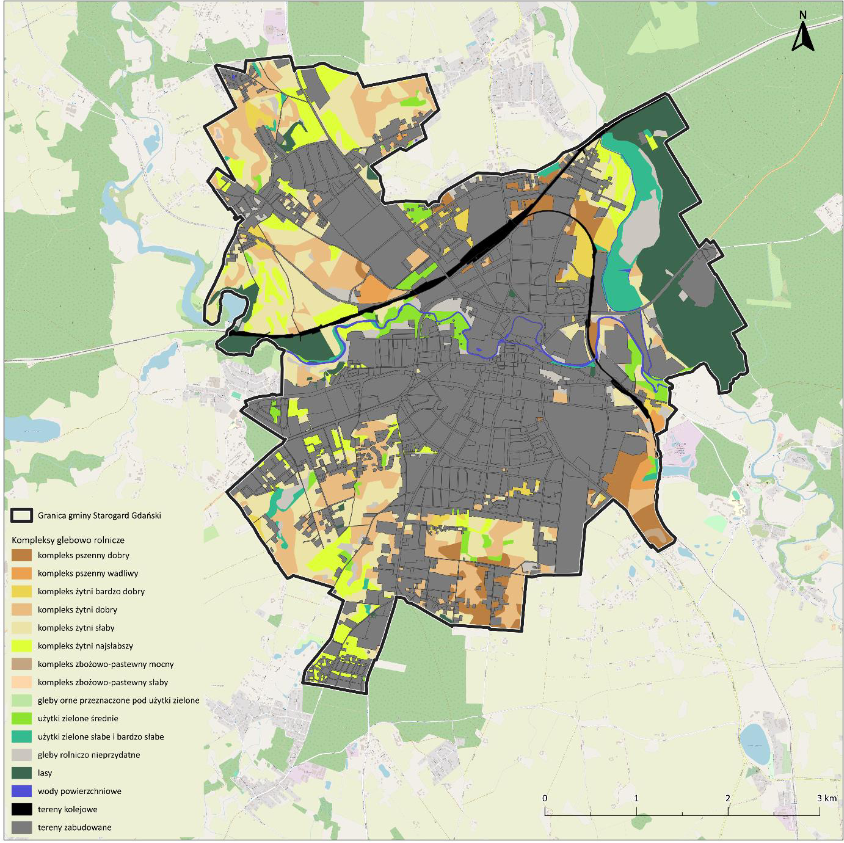 N
Granica gminy Starogard Gdański
Kompleksy glebowo rolnicze
kompleks pszenny dobry
kompleks pszenny wadliwy
kompleks żytni bardzo dobry
kompleks żytni dobry
kompleks żytni słaby
kompleks żytni najsłabszy
kompleks zbożowo-pastewny mocny
kompleks zbożowo-pastewny słaby
gleby orne przeznaczone pod użytki zielone
użytki zielone średnie
użytki zielone słabe i bardzo słabe
gleby rolniczo nieprzydatne
lasy
wody powierzchniowe
tereny kolejowe
tereny zabudowane
0 1 2 3 km